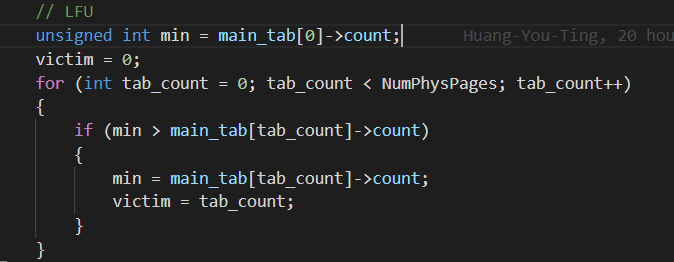 // LFU
unsigned int min = main_tab[0]->count; Huang-You-Ting, 20 hou
victim = 0;
for (int tab_count = 0; tab_count < NumPhysPages; tab_count++)
{
if (min > main_tab[tab_count]->count)
{
min = main_tab[tab_count]->count;
victim = tab_count;
}
}